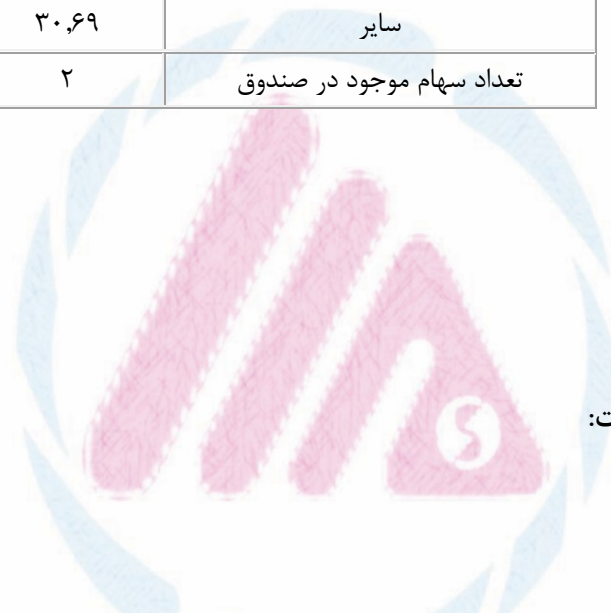 سایر ۳۰,۶۹
تعداد سهام موجود در صندوق ۲
ت: